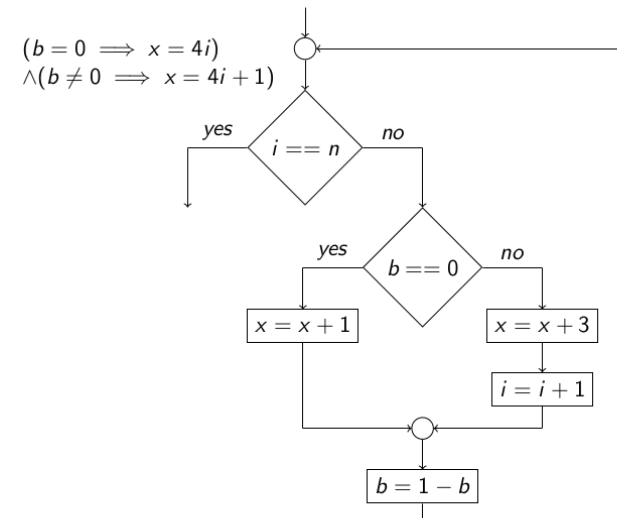 (b = 0 ⟹ x = 4i)
∧(b ≠ 0 ⟹ x = 4i + 1)
yes
no
i == n
yes
no
b == 0
x = x + 1
x = x + 3
i = i + 1
b = 1 − b